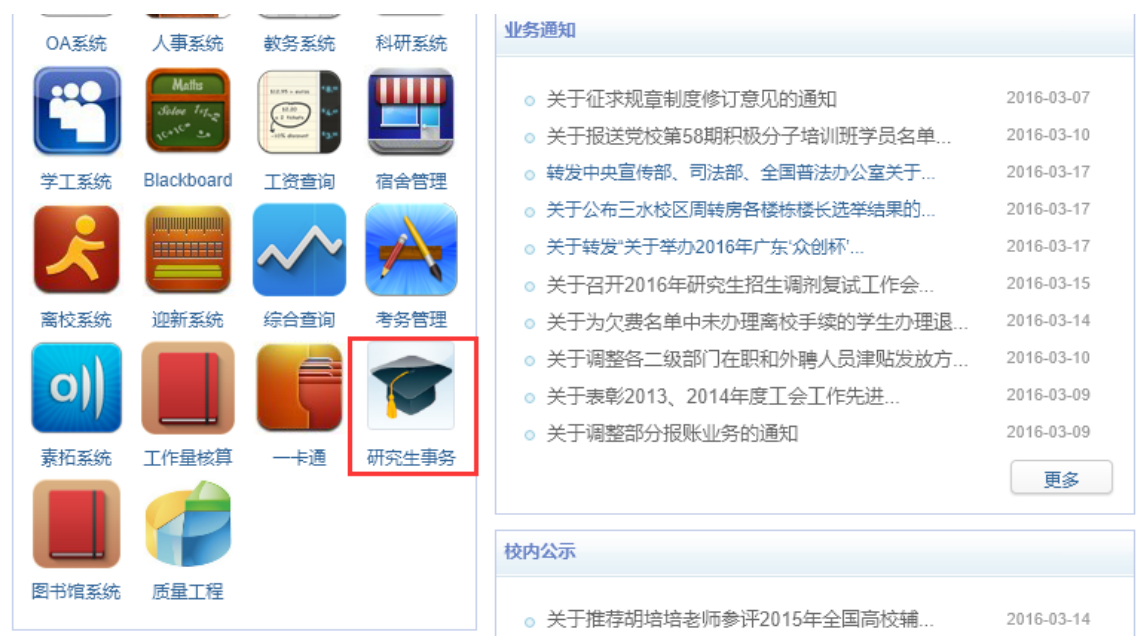 OA系统 人事系统 教务系统 科研系统
Maths
Solve
学工系统 Blackboard 工资查询 宿舍管理
离校系统 迎新系统 综合查询 考务管理
素拓系统 工作量核算 一卡通 研究生事务
图书馆系统 质量工程
业务通知
关于征求规章制度修订意见的通知 2016-03-07
关于报送党校第58期积极分子培训班学员名单... 2016-03-10
转发中央宣传部、司法部、全国普法办公室关于... 2016-03-17
关于公布三水校区周转房各楼栋楼长选举结果的... 2016-03-17
关于转发“关于举办2016年广东‘众创杯’... 2016-03-17
关于召开2016年研究生招生调剂复试工作会... 2016-03-15
关于为欠费名单中未办理离校手续的学生办理退... 2016-03-14
关于调整各二级部门在职和外聘人员津贴发放方... 2016-03-10
关于表彰2013、2014年度工会工作先进... 2016-03-09
关于调整部分报账业务的通知 2016-03-09
更多
校内公示
关于推荐胡培培老师参评2015年全国高校辅... 2016-03-14